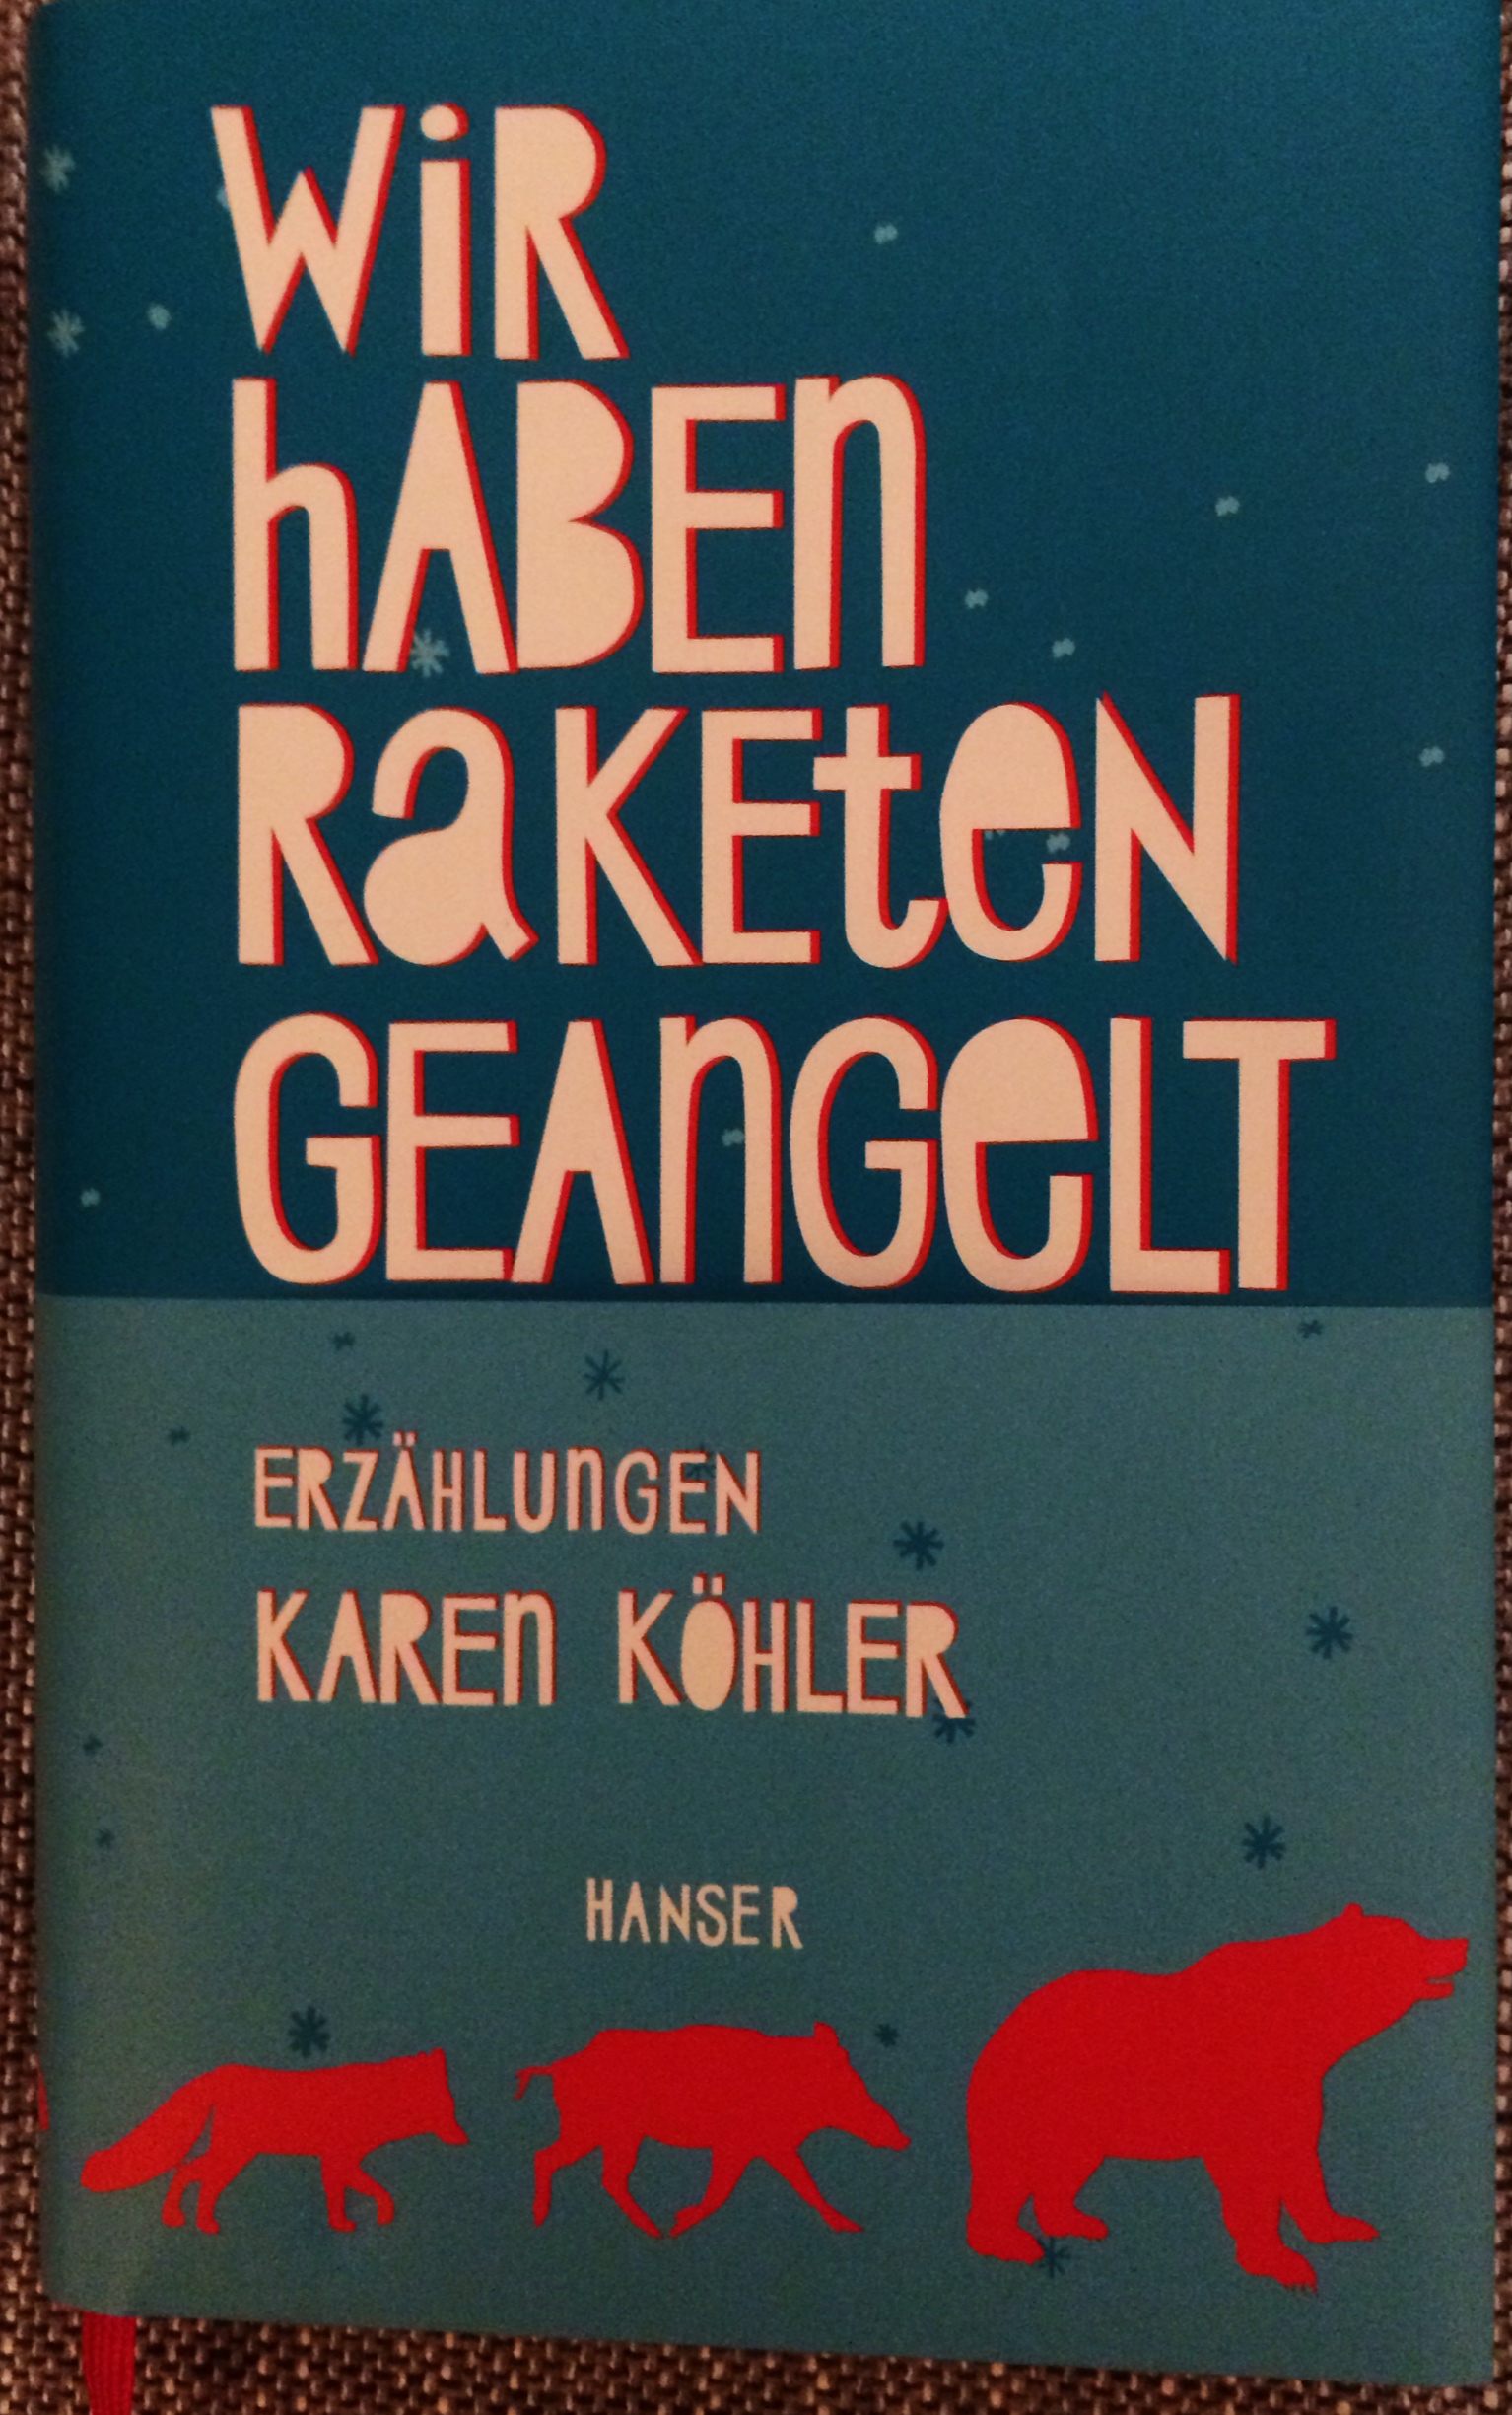 WiR
hABEn
RaKEteN
GEAnGeLT
ERZÄHLUnGEN
KAREn KÖHLER
HANSER